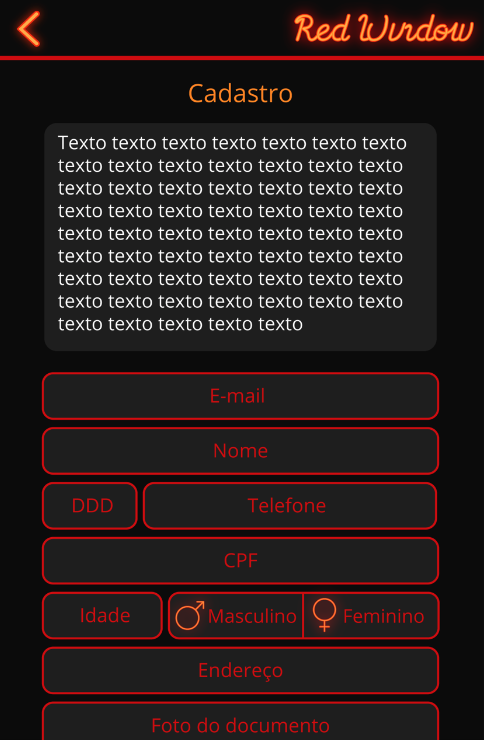 Red Window
Cadastro
Texto texto texto texto texto texto texto
texto texto texto texto texto texto texto
texto texto texto texto texto texto texto
texto texto texto texto texto texto texto
texto texto texto texto texto texto texto
texto texto texto texto texto texto texto
texto texto texto texto texto texto texto
texto texto texto texto texto texto texto
texto texto texto texto texto
E-mail
Nome
DDD Telefone
CPF
Idade Masculino Feminino
Endereço
Foto do documento